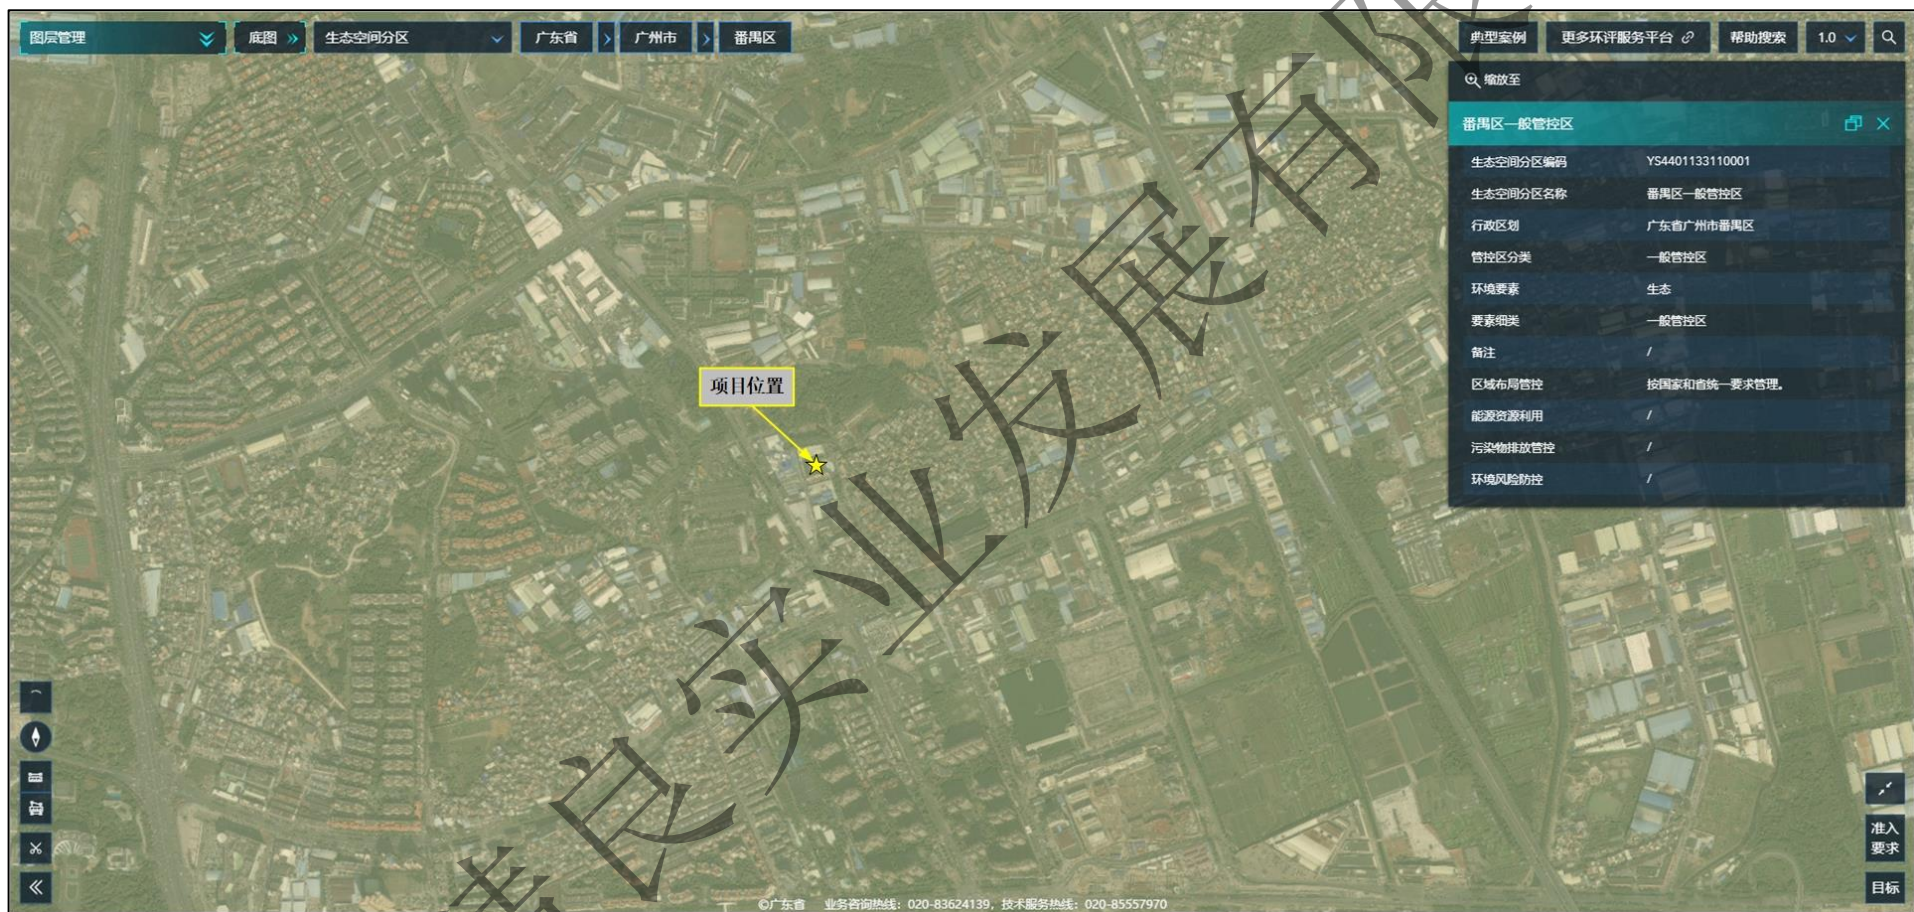 图层管理
底图
生态空间分区
广东省
广州市
番禺区
典型案例
更多环评服务平台
帮助搜索
1.0
缩放至
番禺区一般管控区
生态空间分区编码 YS4401133110001
生态空间分区名称 番禺区一般管控区
行政区划 广东省广州市番禺区
管控区分类 一般管控区
环境要素 生态
要素细类 一般管控区
备注 /
区域布局管控 按国家和省统一要求管理。
能源资源利用 /
污染物排放管控 /
环境风险防控 /
项目位置
良实业发展有限
准入
要求
目标
©广东省 业务咨询热线：020-83624139，技术服务热线：020-85557970